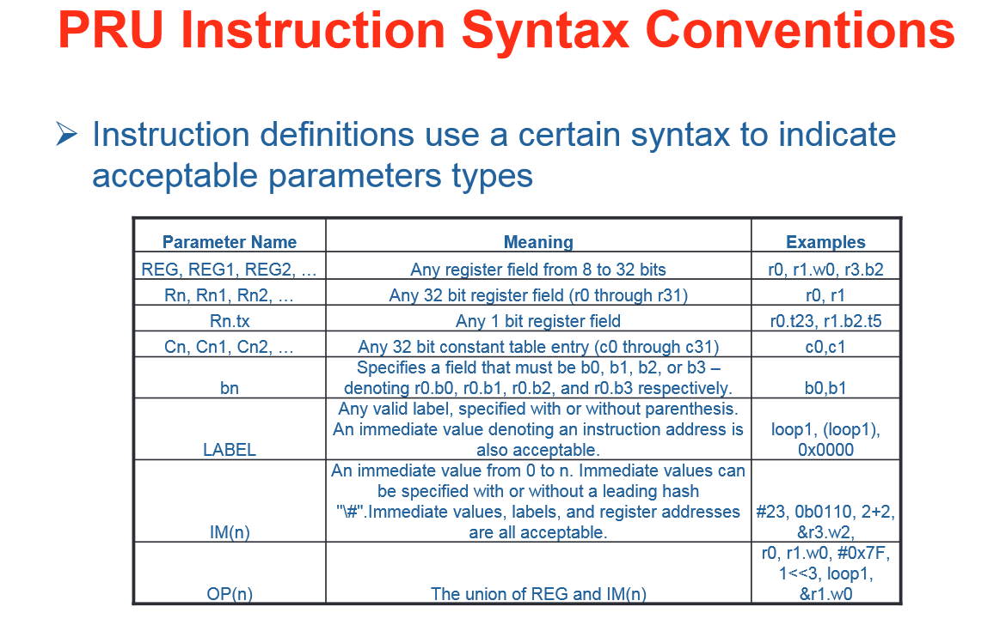 PRU Instruction Syntax Conventions
➢ Instruction definitions use a certain syntax to indicate
acceptable parameters types
Parameter Name Meaning Examples
REG, REG1, REG2, … Any register field from 8 to 32 bits r0, r1.w0, r3.b2
Rn, Rn1, Rn2, … Any 32 bit register field (r0 through r31) r0, r1
Rn.tx Any 1 bit register field r0.t23, r1.b2.t5
Cn, Cn1, Cn2, … Any 32 bit constant table entry (c0 through c31) c0,c1
bn
Specifies a field that must be b0, b1, b2, or b3 –
denoting r0.b0, r0.b1, r0.b2, and r0.b3 respectively.
b0,b1
LABEL
Any valid label, specified with or without parenthesis.
An immediate value denoting an instruction address is
also acceptable.
loop1, (loop1),
0x0000
IM(n)
An immediate value from 0 to n. Immediate values can
be specified with or without a leading hash
"\#".Immediate values, labels, and register addresses
are all acceptable.
#23, 0b0110, 2+2,
&r3.w2,
OP(n)
The union of REG and IM(n)
r0, r1.w0, #0x7F,
1<<3, loop1,
&r1.w0